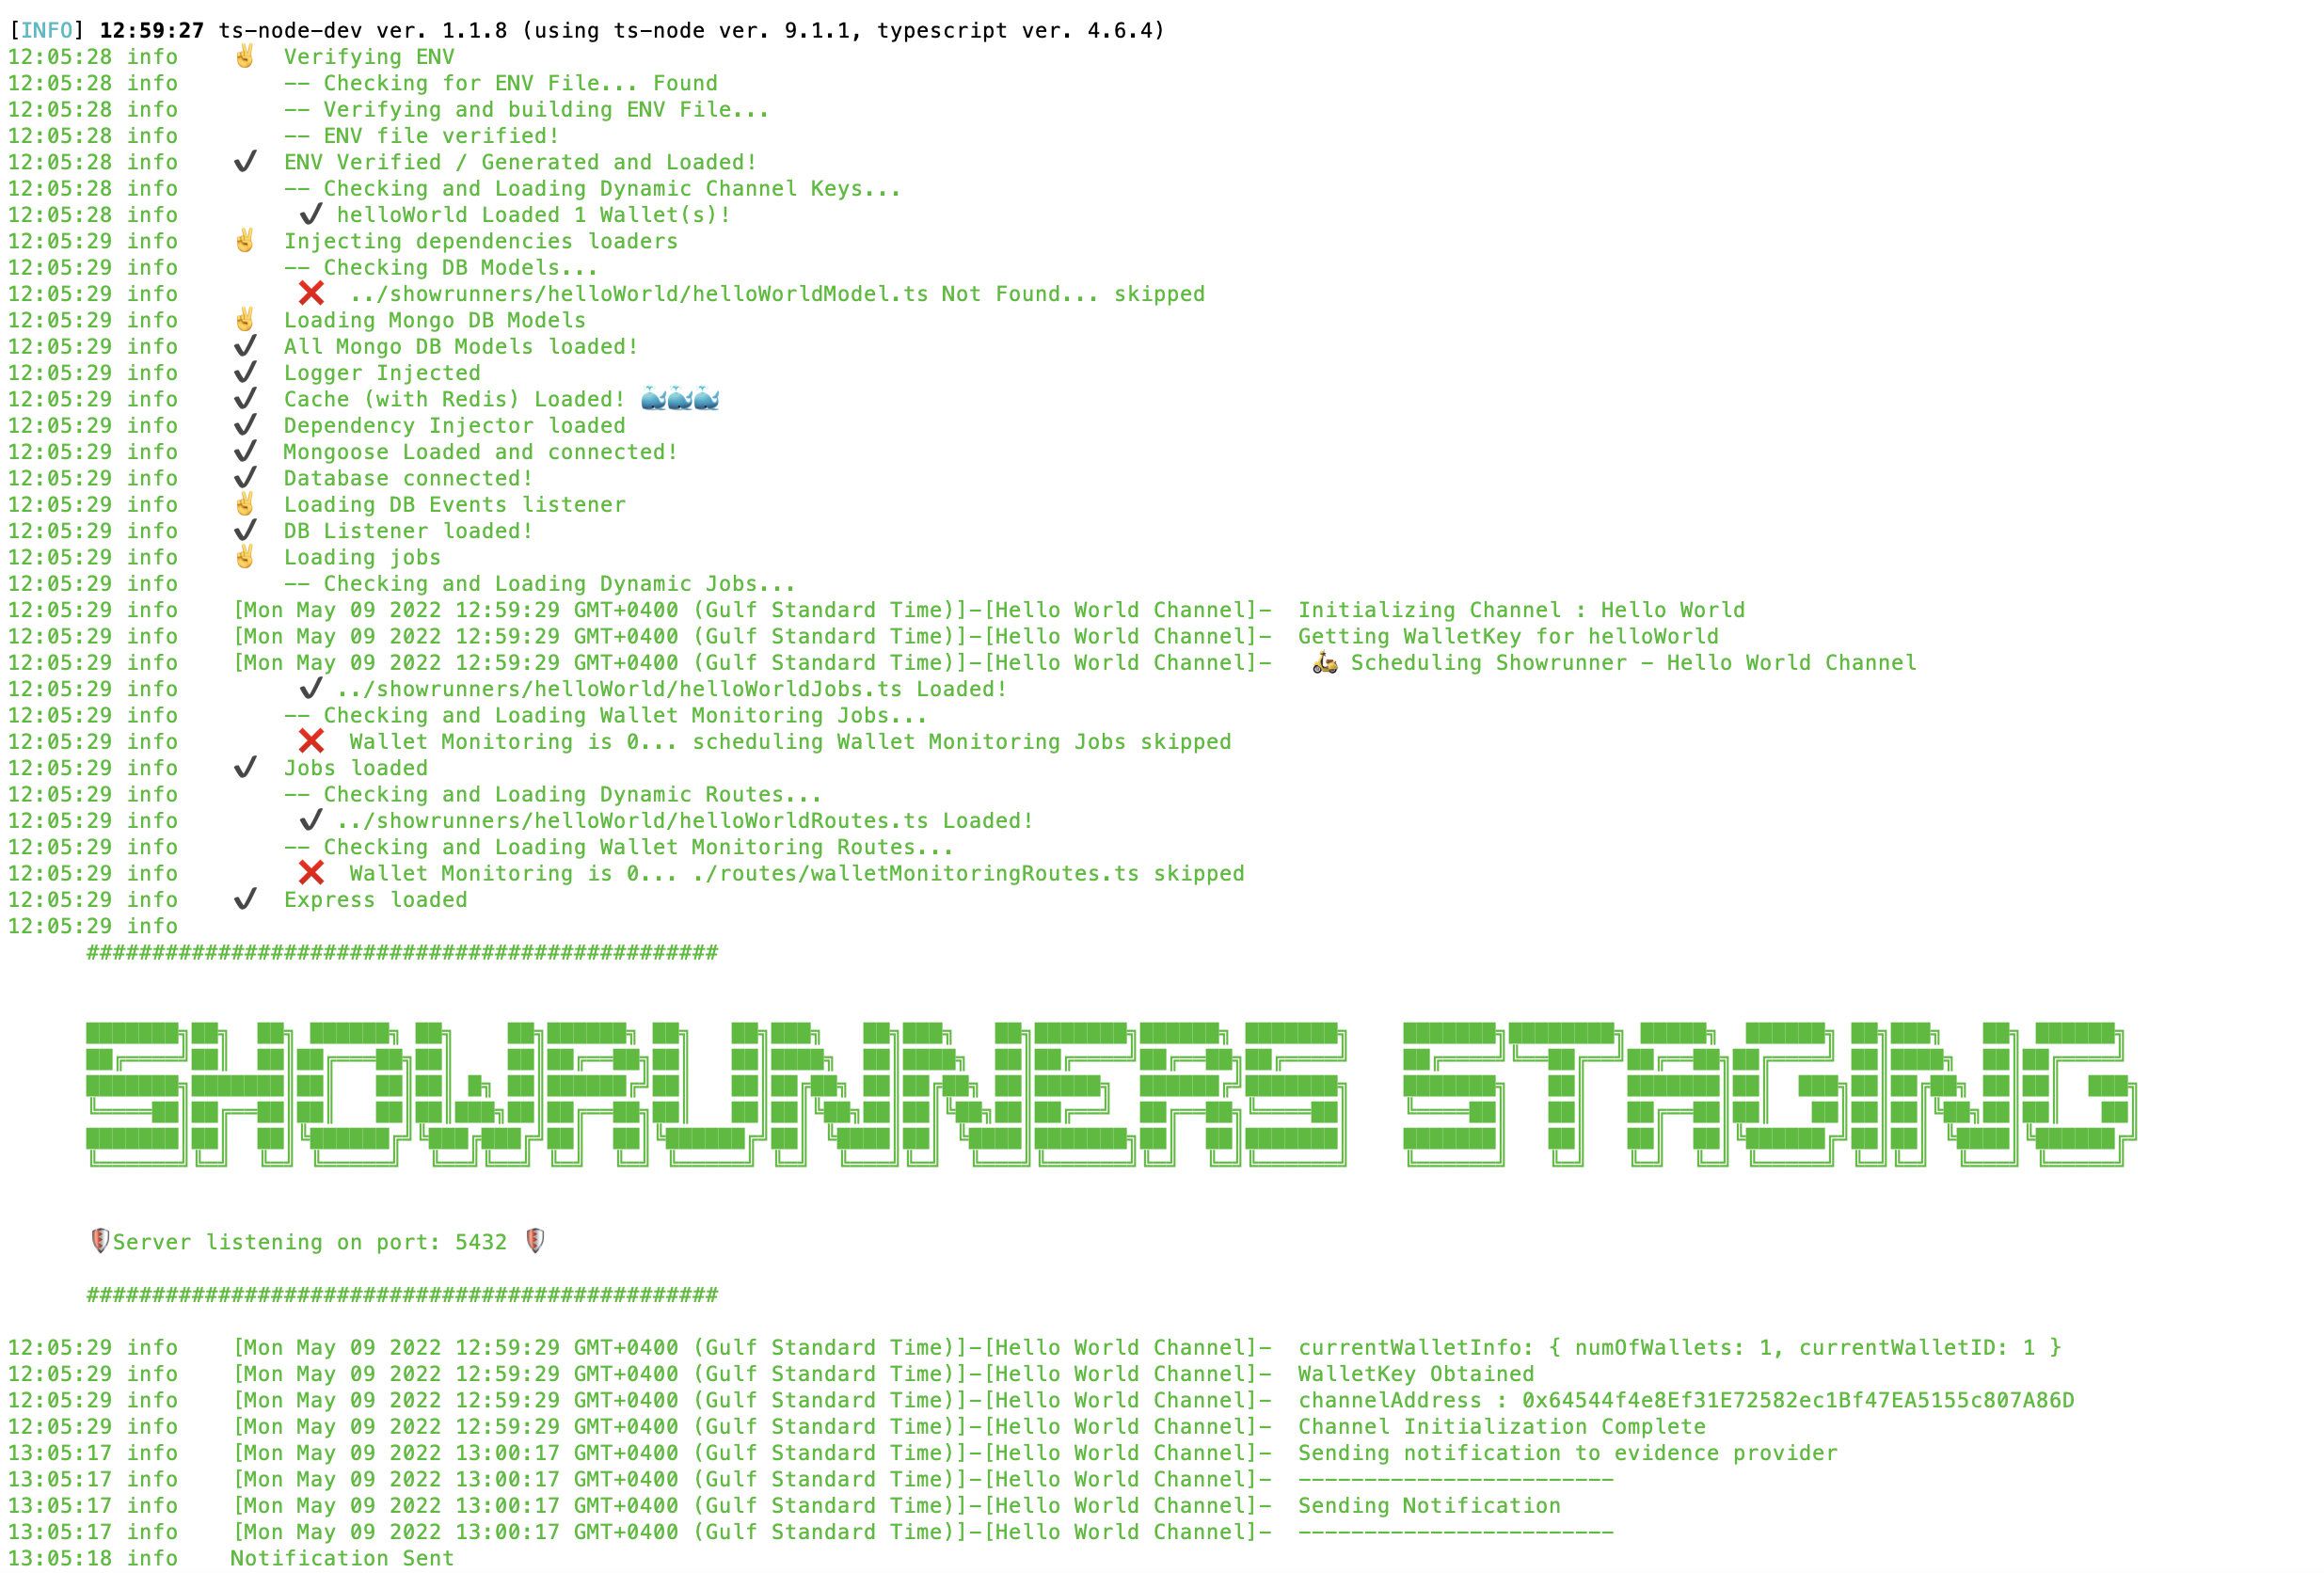 [INFO] 12:59:27 ts-node-dev ver. 1.1.8 (using ts-node ver. 9.1.1, typescript ver. 4.6.4)
12:05:28 info ✌️ Verifying ENV
12:05:28 info -- Checking for ENV File... Found
12:05:28 info -- Verifying and building ENV File...
12:05:28 info -- ENV file verified!
12:05:28 info ✔️ ENV Verified / Generated and Loaded!
12:05:28 info -- Checking and Loading Dynamic Channel Keys...
12:05:28 info ✔️ helloWorld Loaded 1 Wallet(s)!
12:05:29 info ✌️ Injecting dependencies loaders
12:05:29 info -- Checking DB Models...
12:05:29 info ❌ ../showrunners/helloWorld/helloWorldModel.ts Not Found... skipped
12:05:29 info ✌️ Loading Mongo DB Models
12:05:29 info ✔️ All Mongo DB Models loaded!
12:05:29 info ✔️ Logger Injected
12:05:29 info ✔️ Cache (with Redis) Loaded! 🐳🐳🐳
12:05:29 info ✔️ Dependency Injector loaded
12:05:29 info ✔️ Mongoose Loaded and connected!
12:05:29 info ✔️ Database connected!
12:05:29 info ✌️ Loading DB Events listener
12:05:29 info ✔️ DB Listener loaded!
12:05:29 info ✌️ Loading jobs
12:05:29 info -- Checking and Loading Dynamic Jobs...
12:05:29 info [Mon May 09 2022 12:59:29 GMT+0400 (Gulf Standard Time)]-[Hello World Channel]- Initializing Channel : Hello World
12:05:29 info [Mon May 09 2022 12:59:29 GMT+0400 (Gulf Standard Time)]-[Hello World Channel]- Getting WalletKey for helloWorld
12:05:29 info [Mon May 09 2022 12:59:29 GMT+0400 (Gulf Standard Time)]-[Hello World Channel]- 🛵 Scheduling Showrunner - Hello World Channel
12:05:29 info ✔️ ../showrunners/helloWorld/helloWorldJobs.ts Loaded!
12:05:29 info -- Checking and Loading Wallet Monitoring Jobs...
12:05:29 info ❌ Wallet Monitoring is 0... scheduling Wallet Monitoring Jobs skipped
12:05:29 info ✔️ Jobs loaded
12:05:29 info -- Checking and Loading Dynamic Routes...
12:05:29 info ✔️ ../showrunners/helloWorld/helloWorldRoutes.ts Loaded!
12:05:29 info -- Checking and Loading Wallet Monitoring Routes...
12:05:29 info ❌ Wallet Monitoring is 0... ./routes/walletMonitoringRoutes.ts skipped
12:05:29 info ✔️ Express loaded
12:05:29 info
################################################
SHOWRUNNERS STAGING
🛡️Server listening on port: 5432 🛡️
################################################
12:05:29 info [Mon May 09 2022 12:59:29 GMT+0400 (Gulf Standard Time)]-[Hello World Channel]- currentWalletInfo: { numOfWallets: 1, currentWalletID: 1 }
12:05:29 info [Mon May 09 2022 12:59:29 GMT+0400 (Gulf Standard Time)]-[Hello World Channel]- WalletKey Obtained
12:05:29 info [Mon May 09 2022 12:59:29 GMT+0400 (Gulf Standard Time)]-[Hello World Channel]- channelAddress : 0x64544f4e8Ef31E72582ec1Bf47EA5155c807A86D
12:05:29 info [Mon May 09 2022 12:59:29 GMT+0400 (Gulf Standard Time)]-[Hello World Channel]- Channel Initialization Complete
13:05:17 info [Mon May 09 2022 13:00:17 GMT+0400 (Gulf Standard Time)]-[Hello World Channel]- Sending notification to evidence provider
13:05:17 info [Mon May 09 2022 13:00:17 GMT+0400 (Gulf Standard Time)]-[Hello World Channel]- ------------------------
13:05:17 info [Mon May 09 2022 13:00:17 GMT+0400 (Gulf Standard Time)]-[Hello World Channel]- Sending Notification
13:05:17 info [Mon May 09 2022 13:00:17 GMT+0400 (Gulf Standard Time)]-[Hello World Channel]- ------------------------
13:05:18 info Notification Sent